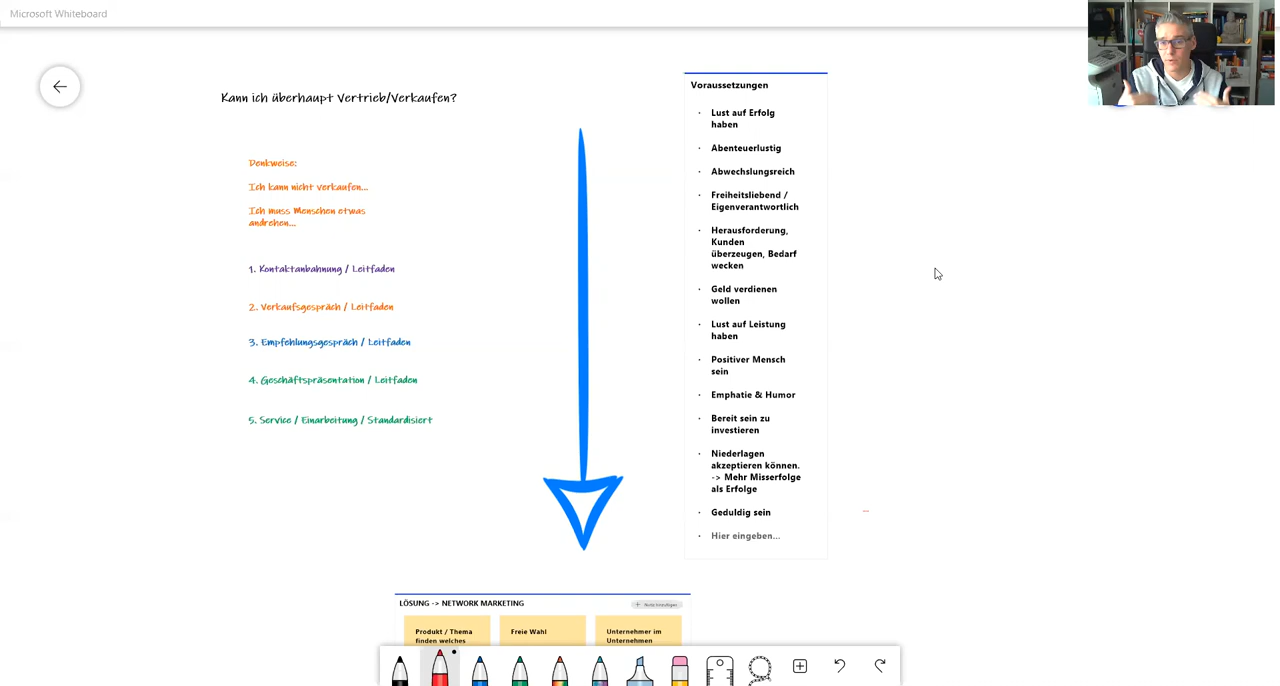 Microsoft Whiteboard
Kann ich überhaupt Vertrieb/Verkaufen?
Denkweise:
Ich kann nicht verkaufen...
Ich muss Menschen etwas
andrehen...
1. Kontaktanbahnung / Leitfaden
2. Verkaufsgespräch / Leitfaden
3. Empfehlungsgespräch / Leitfaden
4. Geschäftspräsentation / Leitfaden
5. Service / Einarbeitung / Standardisiert
Voraussetzungen
· Lust auf Erfolg
haben
· Abenteuerlustig
· Abwechslungsreich
· Freiheitsliebend /
Eigenverantwortlich
· Herausforderung,
Kunden
überzeugen, Bedarf
wecken
· Geld verdienen
wollen
· Lust auf Leistung
haben
· Positiver Mensch
sein
· Emphatie & Humor
· Bereit sein zu
investieren
· Niederlagen
akzeptieren können.
-> Mehr Misserfolge
als Erfolge
· Geduldig sein
· Hier eingeben...
LÖSUNG -> NETWORK MARKETING
+ Notiz hinzufügen
Produkt / Thema
finden welches
Freie Wahl
Unternehmer im
Unternehmen